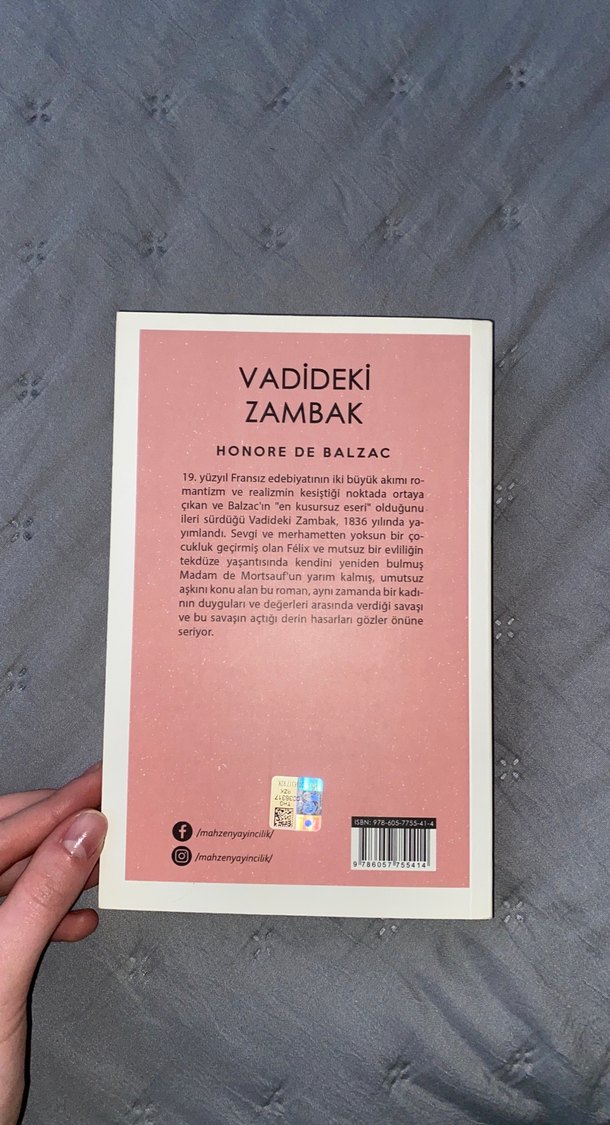 VADİDEKİ
ZAMBAK
HONORE DE BALZAC
19. yüzyıl Fransız edebiyatının iki büyük akımı ro-
mantizm ve realizmin kesiştiği noktada ortaya
çıkan ve Balzac'ın "en kusursuz eseri" olduğunu
ileri sürdüğü Vadideki Zambak, 1836 yılında ya-
yımlandı. Sevgi ve merhametten yoksun bir ço-
cukluk geçirmiş olan Félix ve mutsuz bir evliliğin
tekdüze yaşantısında kendini yeniden bulmuş
Madam de Mortsauf'un yarım kalmış, umutsuz
aşkını konu alan bu roman, aynı zamanda bir kadı-
nın duyguları ve değerleri arasında verdiği savaşı
ve bu savaşın açtığı derin hasarları gözler önüne
seriyor.
/mahzenyayincilik/
/mahzenyayincilik/
ISBN: 978-605-7755-41-4
9 786057 755414